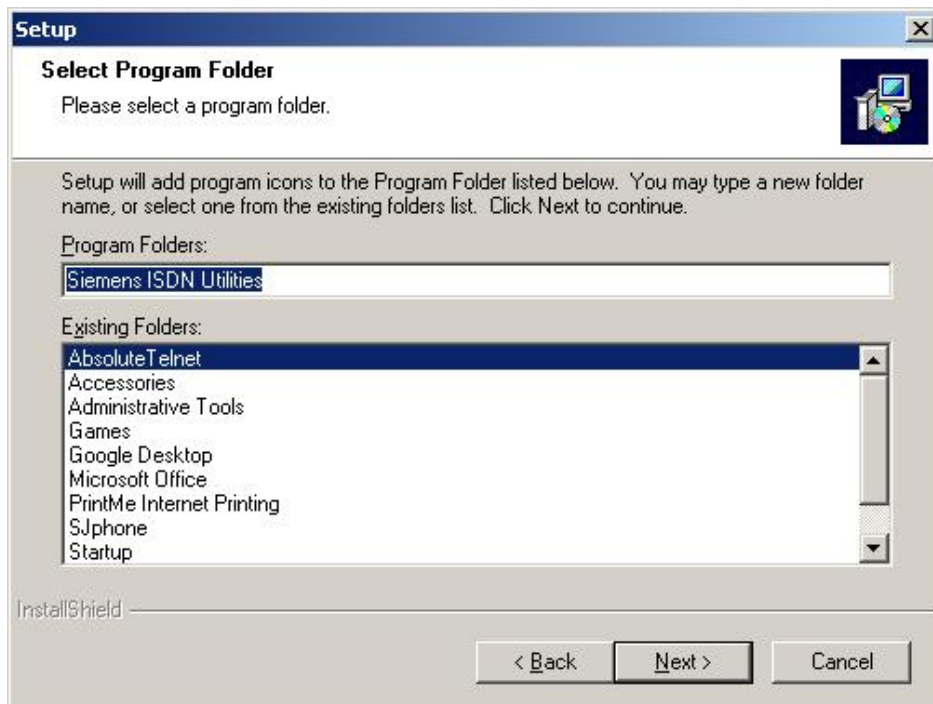 Setup
Select Program Folder
Please select a program folder.
Setup will add program icons to the Program Folder listed below. You may type a new folder
name, or select one from the existing folders list. Click Next to continue.
Program Folders:
Siemens ISDN Utilities
Existing Folders:
AbsoluteTelnet
Accessories
Administrative Tools
Games
Google Desktop
Microsoft Office
PrintMe Internet Printing
SJphone
Startup
InstallShield
< Back
Next >
Cancel